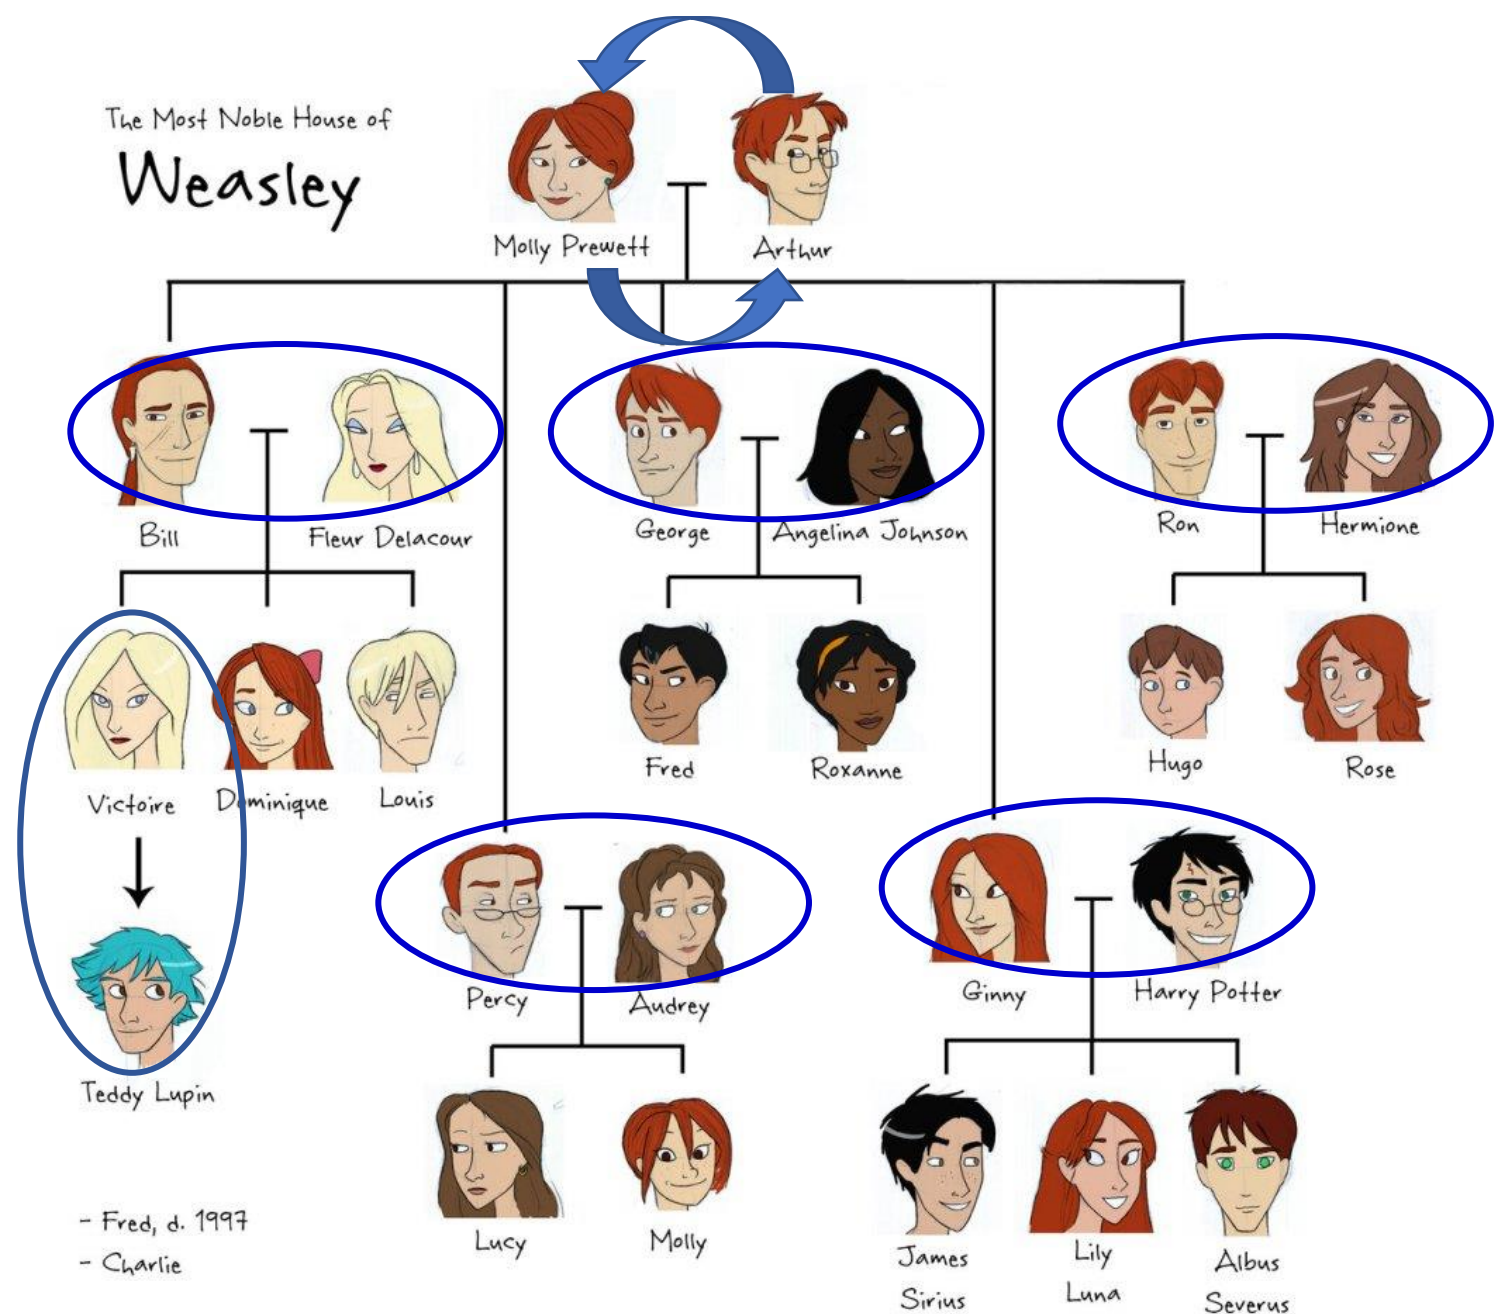 The Most Noble House of
Weasley
Molly Prewett
Arthur
Bill
Fleur Delacour
George
Angelina Johnson
Ron
Hermione
Victoire
Dominique
Louis
Fred
Roxanne
Hugo
Rose
Percy
Audrey
Ginny
Harry Potter
Teddy Lupin
Lucy
Molly
James
Sirius
Lily
Luna
Albus
Severus
- Fred, d. 1997
- Charlie